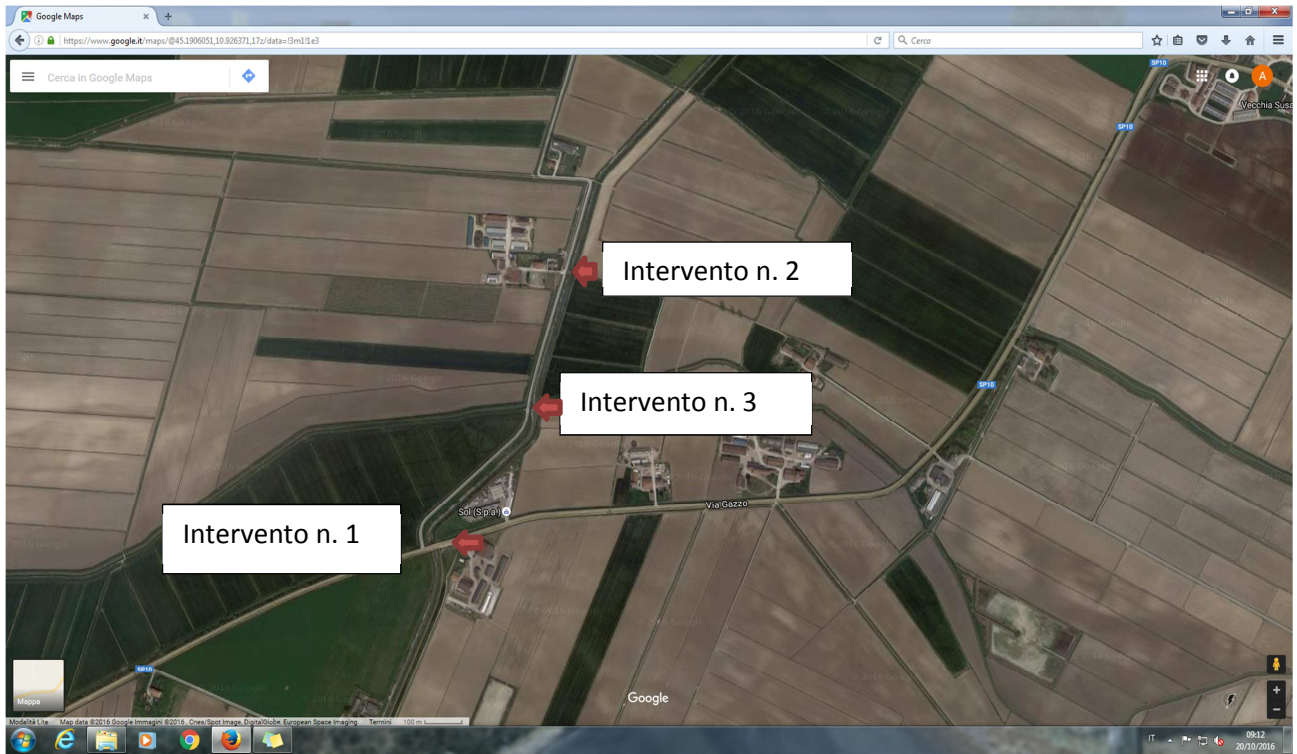 Google Maps
https://www.google.it/maps/@45.1906051,10.926371,17z/data=!3m1!1e3
Cerco
Cerca in Google Maps
SP10
A
Vecchia Susa
SP10
Intervento n. 2
SP10
Intervento n. 3
Via Gazzo
Sol (S.p.a.)
Intervento n. 1
SP10
Google
Mappa
Modalità Lite Map data ©2016 Google Immagini ©2016 , Cnes/Spot Image, DigitalGlobe, European Space Imaging Termini 100 m
IT
09:12
20/10/2016